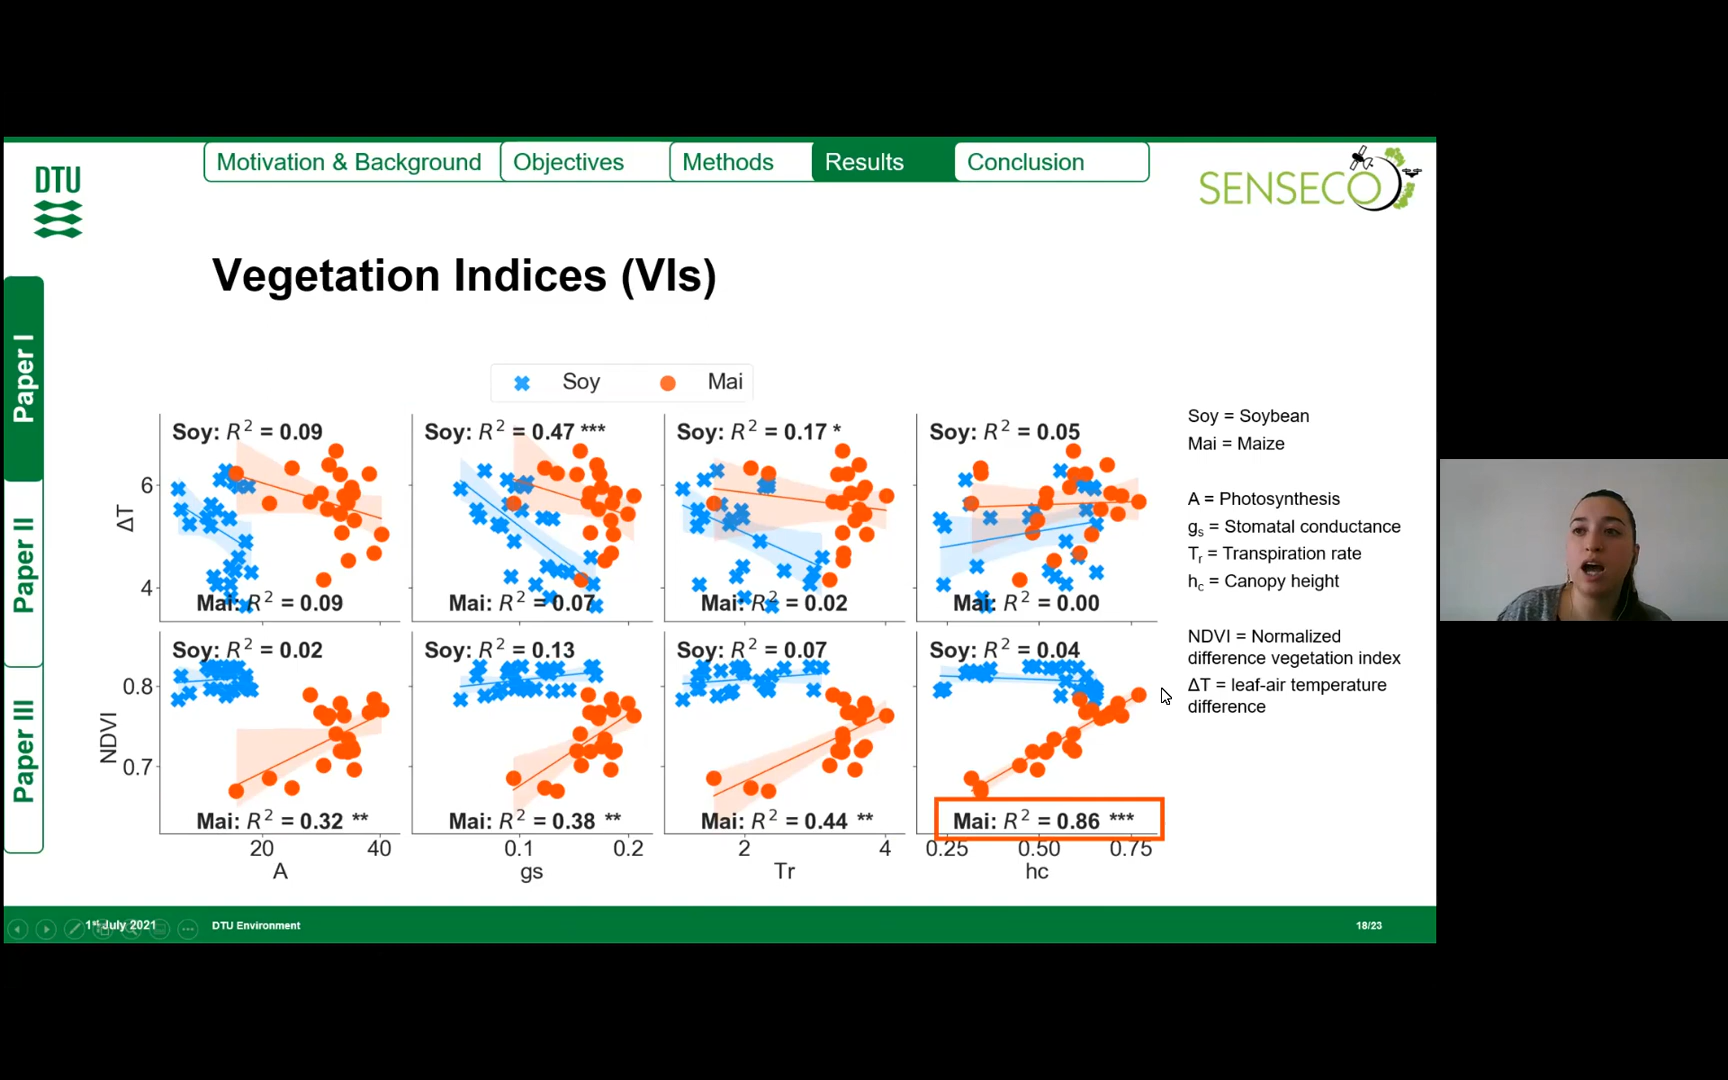 Motivation & Background Objectives Methods Results Conclusion
DTU
SENSECO
Vegetation Indices (VIs)
Paper I
Paper II
Paper III
Soy Mai
Soy: R² = 0.09
Soy: R² = 0.47 ***
Soy: R² = 0.17 *
Soy: R² = 0.05
6
ΔT
4
Mai: R² = 0.09
Mai: R² = 0.07
Mai: R² = 0.02
Mai: R² = 0.00
Soy: R² = 0.02
Soy: R² = 0.13
Soy: R² = 0.07
Soy: R² = 0.04
0.8
NDVI
0.7
Mai: R² = 0.32 **
Mai: R² = 0.38 **
Mai: R² = 0.44 **
Mai: R² = 0.86 ***
20 40
0.1 0.2
2 4
0.25 0.50 0.75
A
gs
Tr
hc
Soy = Soybean
Mai = Maize
A = Photosynthesis
gs = Stomatal conductance
Tr = Transpiration rate
hc = Canopy height
NDVI = Normalized
difference vegetation index
ΔT = leaf-air temperature
difference
1st July 2021
DTU Environment
18/23